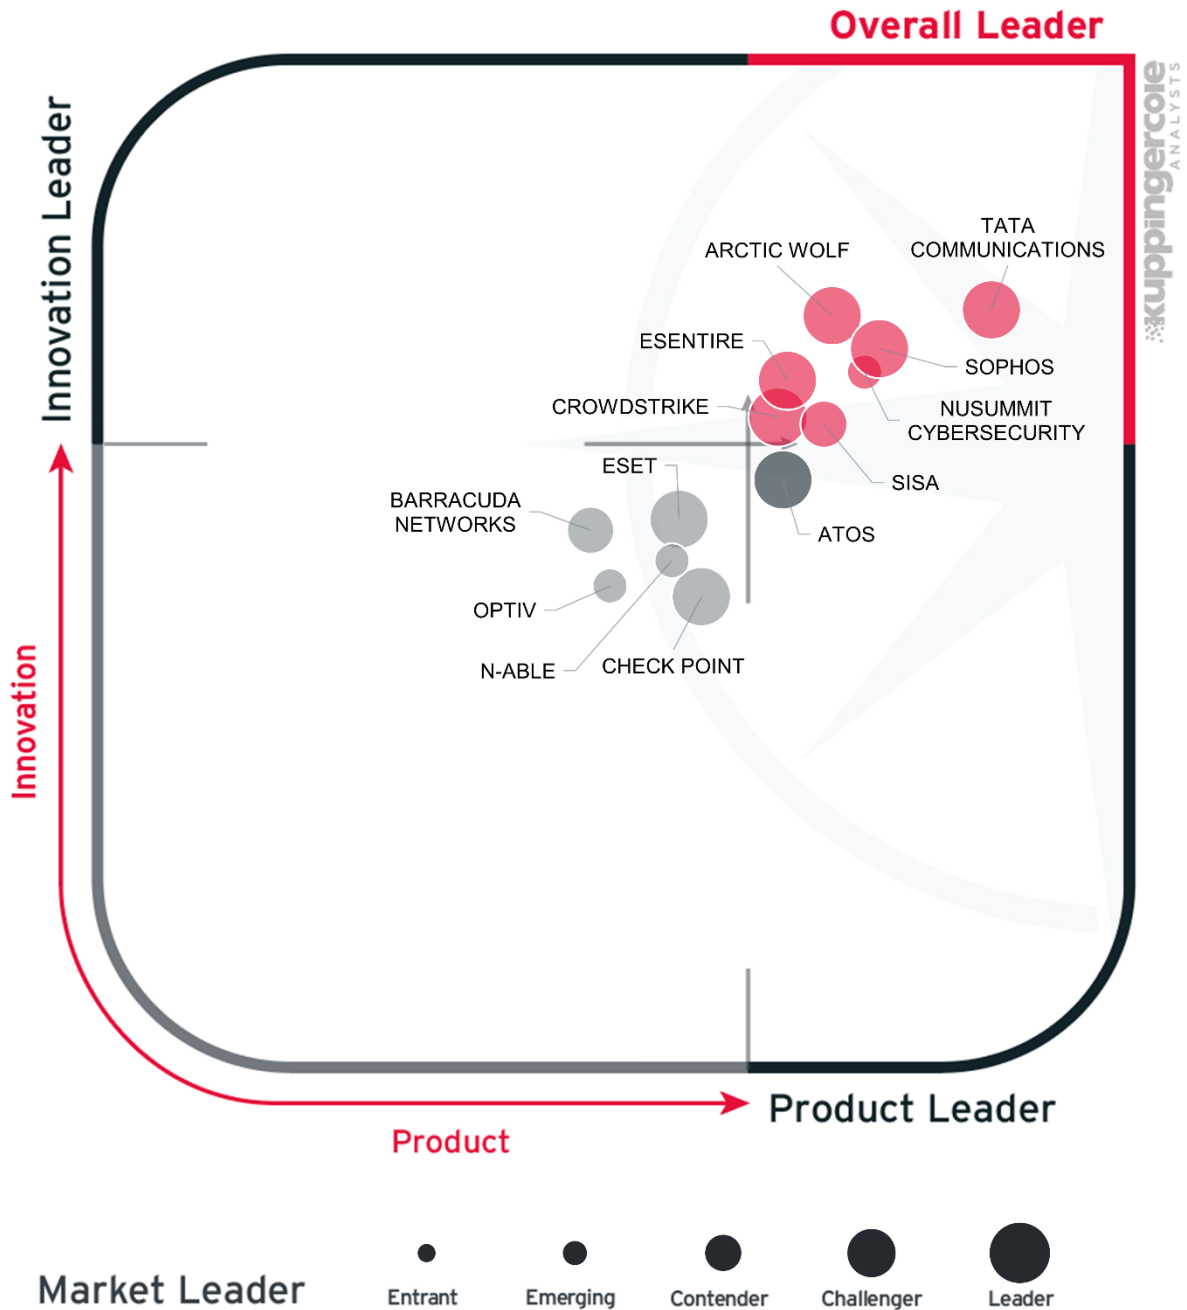 Overall Leader
kuppingercole
ANALYSTS
Innovation Leader
TATA
COMMUNICATIONS
ARCTIC WOLF
ESENTIRE
SOPHOS
CROWDSTRIKE
NUSUMMIT
CYBERSECURITY
ESET
SISA
BARRACUDA
NETWORKS
ATOS
OPTIV
N-ABLE
CHECK POINT
Innovation
Product Leader
Product
Market Leader
Entrant
Emerging
Contender
Challenger
Leader